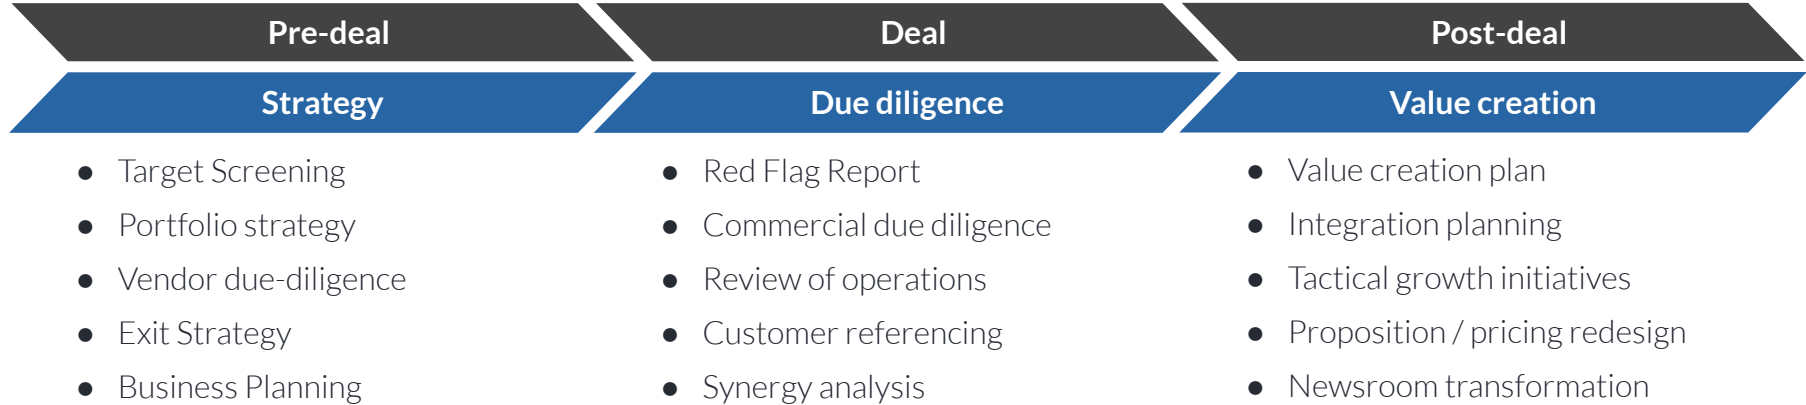 Pre-deal
Deal
Post-deal
Strategy
Due diligence
Value creation
● Target Screening
● Portfolio strategy
● Vendor due-diligence
● Exit Strategy
● Business Planning
● Red Flag Report
● Commercial due diligence
● Review of operations
● Customer referencing
● Synergy analysis
● Value creation plan
● Integration planning
● Tactical growth initiatives
● Proposition / pricing redesign
● Newsroom transformation